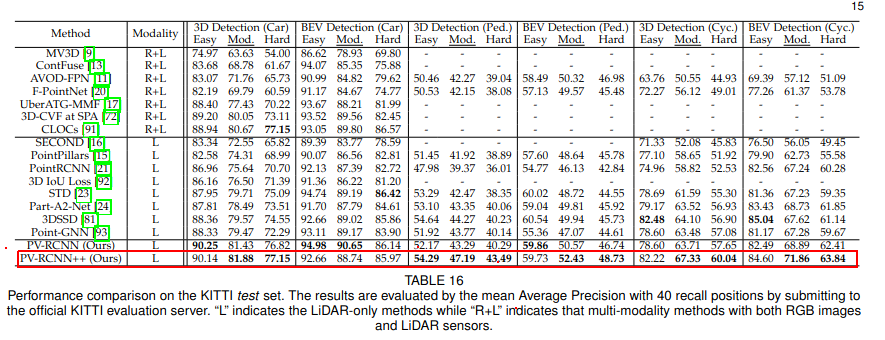 15
Method Modality 3D Detection (Car) BEV Detection (Car) 3D Detection (Ped.) BEV Detection (Ped.) 3D Detection (Cyc.) BEV Detection (Cyc.)
Easy Mod. Hard Easy Mod. Hard Easy Mod. Hard Easy Mod. Hard Easy Mod. Hard Easy Mod. Hard
MV3D [9] R+L 74.97 63.63 54.00 86.62 78.93 69.80 - - - - - - - - - - - -
ContFuse [13] R+L 83.68 68.78 61.67 94.07 85.35 75.88 - - - - - - - - - - - -
AVOD-FPN [11] R+L 83.07 71.76 65.73 90.99 84.82 79.62 50.46 42.27 39.04 58.49 50.32 46.98 63.76 50.55 44.93 69.39 57.12 51.09
F-PointNet [20] R+L 82.19 69.79 60.59 91.17 84.67 74.77 50.53 42.15 38.08 57.13 49.57 45.48 72.27 56.12 49.01 77.26 61.37 53.78
UberATG-MMF [17] R+L 88.40 77.43 70.22 93.67 88.21 81.99 - - - - - - - - - - - -
3D-CVF at SPA [72] R+L 89.20 80.05 73.11 93.52 89.56 82.45 - - - - - - - - - - - -
CLOCs [91] R+L 88.94 80.67 77.15 93.05 89.80 86.57 - - - - - - - - - - - -
SECOND [16] L 83.34 72.55 65.82 89.39 83.77 78.59 - - - - - - 71.33 52.08 45.83 76.50 56.05 49.45
PointPillars [15] L 82.58 74.31 68.99 90.07 86.56 82.81 51.45 41.92 38.89 57.60 48.64 45.78 77.10 58.65 51.92 79.90 62.73 55.58
PointRCNN [21] L 86.96 75.64 70.70 92.13 87.39 82.72 47.98 39.37 36.01 54.77 46.13 42.84 74.96 58.82 52.53 82.56 67.24 60.28
3D IoU Loss [92] L 86.16 76.50 71.39 91.36 86.22 81.20 - - - - - - - - - - - -
STD [23] L 87.95 79.71 75.09 94.74 89.19 86.42 53.29 42.47 38.35 60.02 48.72 44.55 78.69 61.59 55.30 81.36 67.23 59.35
Part-A2-Net [24] L 87.81 78.49 73.51 91.70 87.79 84.61 53.10 43.35 40.06 59.04 49.81 45.92 79.17 63.52 56.93 83.43 68.73 61.85
3DSSD [81] L 88.36 79.57 74.55 92.66 89.02 85.86 54.64 44.27 40.23 60.54 49.94 45.73 82.48 64.10 56.90 85.04 67.62 61.14
Point-GNN [93] L 88.33 79.47 72.29 93.11 89.17 83.90 51.92 43.77 40.14 55.36 47.07 44.61 78.60 63.48 57.08 81.17 67.28 59.67
PV-RCNN (Ours) L 90.25 81.43 76.82 94.98 90.65 86.14 52.17 43.29 40.29 59.86 50.57 46.74 78.60 63.71 57.65 82.49 68.89 62.41
PV-RCNN++ (Ours) L 90.14 81.88 77.15 92.66 88.74 85.97 54.29 47.19 43,49 59.73 52.43 48.73 82.22 67.33 60.04 84.60 71.86 63.84
TABLE 16
Performance comparison on the KITTI test set. The results are evaluated by the mean Average Precision with 40 recall positions by submitting to
the official KITTI evaluation server. “L” indicates the LiDAR-only methods while “R+L” indicates that multi-modality methods with both RGB images
and LiDAR sensors.